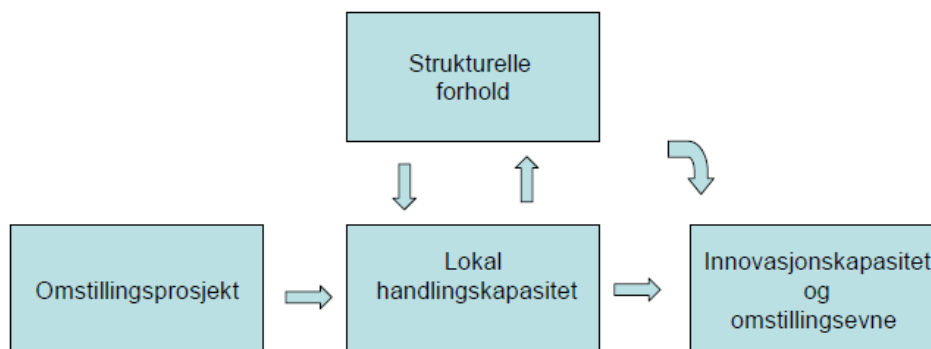 Strukturelle
forhold
Omstillingsprosjekt
Lokal
handlingskapasitet
Innovasjonskapasitet
og
omstillingsevne